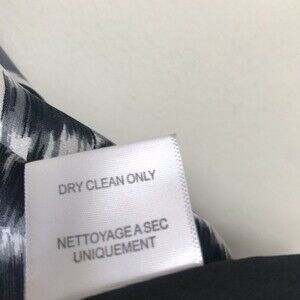 DRY CLEAN ONLY
NETTOYAGE A SEC
UNIQUEMENT